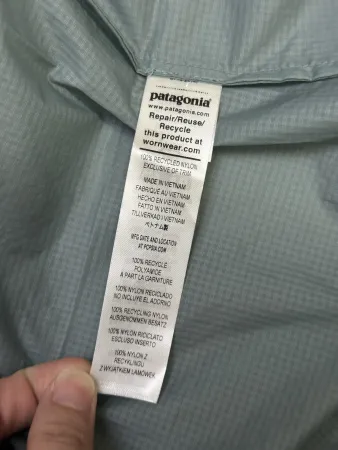 patagonia®
www.patagonia.com
Repair/Reuse/
Recycle
this product at
wornwear.com
100% RECYCLED NYLON
EXCLUSIVE OF TRIM
MADE IN VIETNAM
FABRIQUÉ AU VIETNAM
HECHO EN VIETNAM
FATTO IN VIETNAM
TILLVERKAD I VIETNAM
ベトナム製
MFG DATE AND LOCATION
AT PCPSIA.COM
100% RECYCLÉ
POLYAMIDE
À PART LA GARNITURE
100% NYLON RECICLADO
NO INCLUYE EL ADORNO
100% RECYCLING NYLON
AUSGENOMMEN BESATZ
100% NYLON RICICLATO
ESCLUSO INSERTO
100% NYLON Z
RECYKLINGU
Z WYJĄTKIEM LAMÓWEK